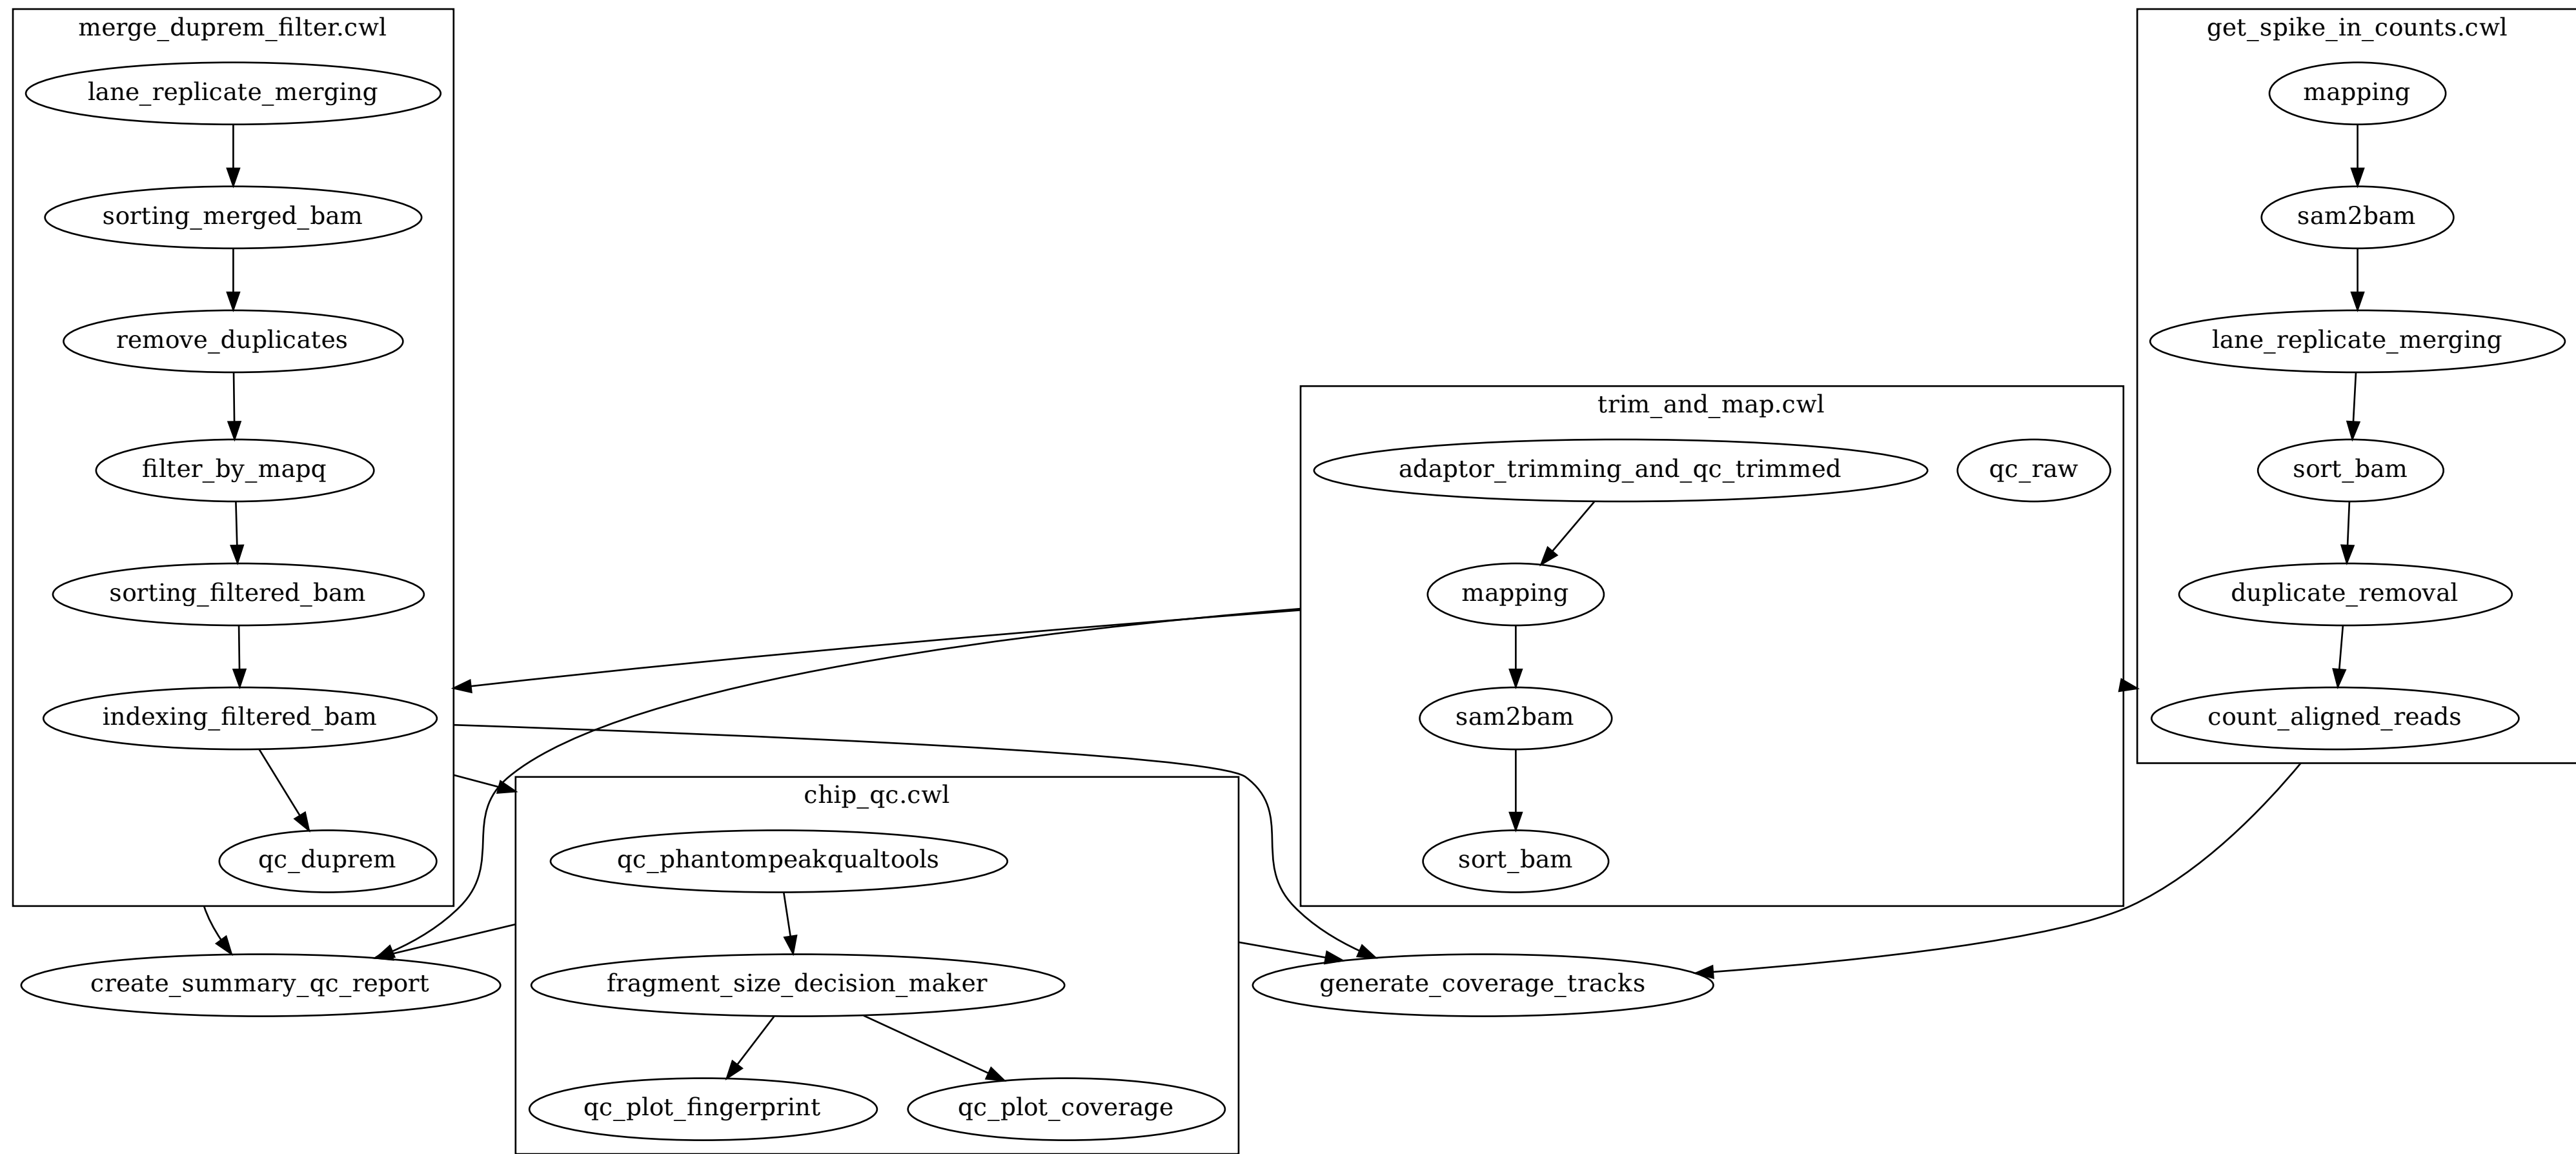 merge_duprem_filter.cwl
lane_replicate_merging
sorting_merged_bam
remove_duplicates
filter_by_mapq
sorting_filtered_bam
indexing_filtered_bam
qc_duprem
create_summary_qc_report
chip_qc.cwl
qc_phantompeakqualtools
fragment_size_decision_maker
qc_plot_fingerprint
qc_plot_coverage
trim_and_map.cwl
adaptor_trimming_and_qc_trimmed
qc_raw
mapping
sam2bam
sort_bam
generate_coverage_tracks
get_spike_in_counts.cwl
mapping
sam2bam
lane_replicate_merging
sort_bam
duplicate_removal
count_aligned_reads